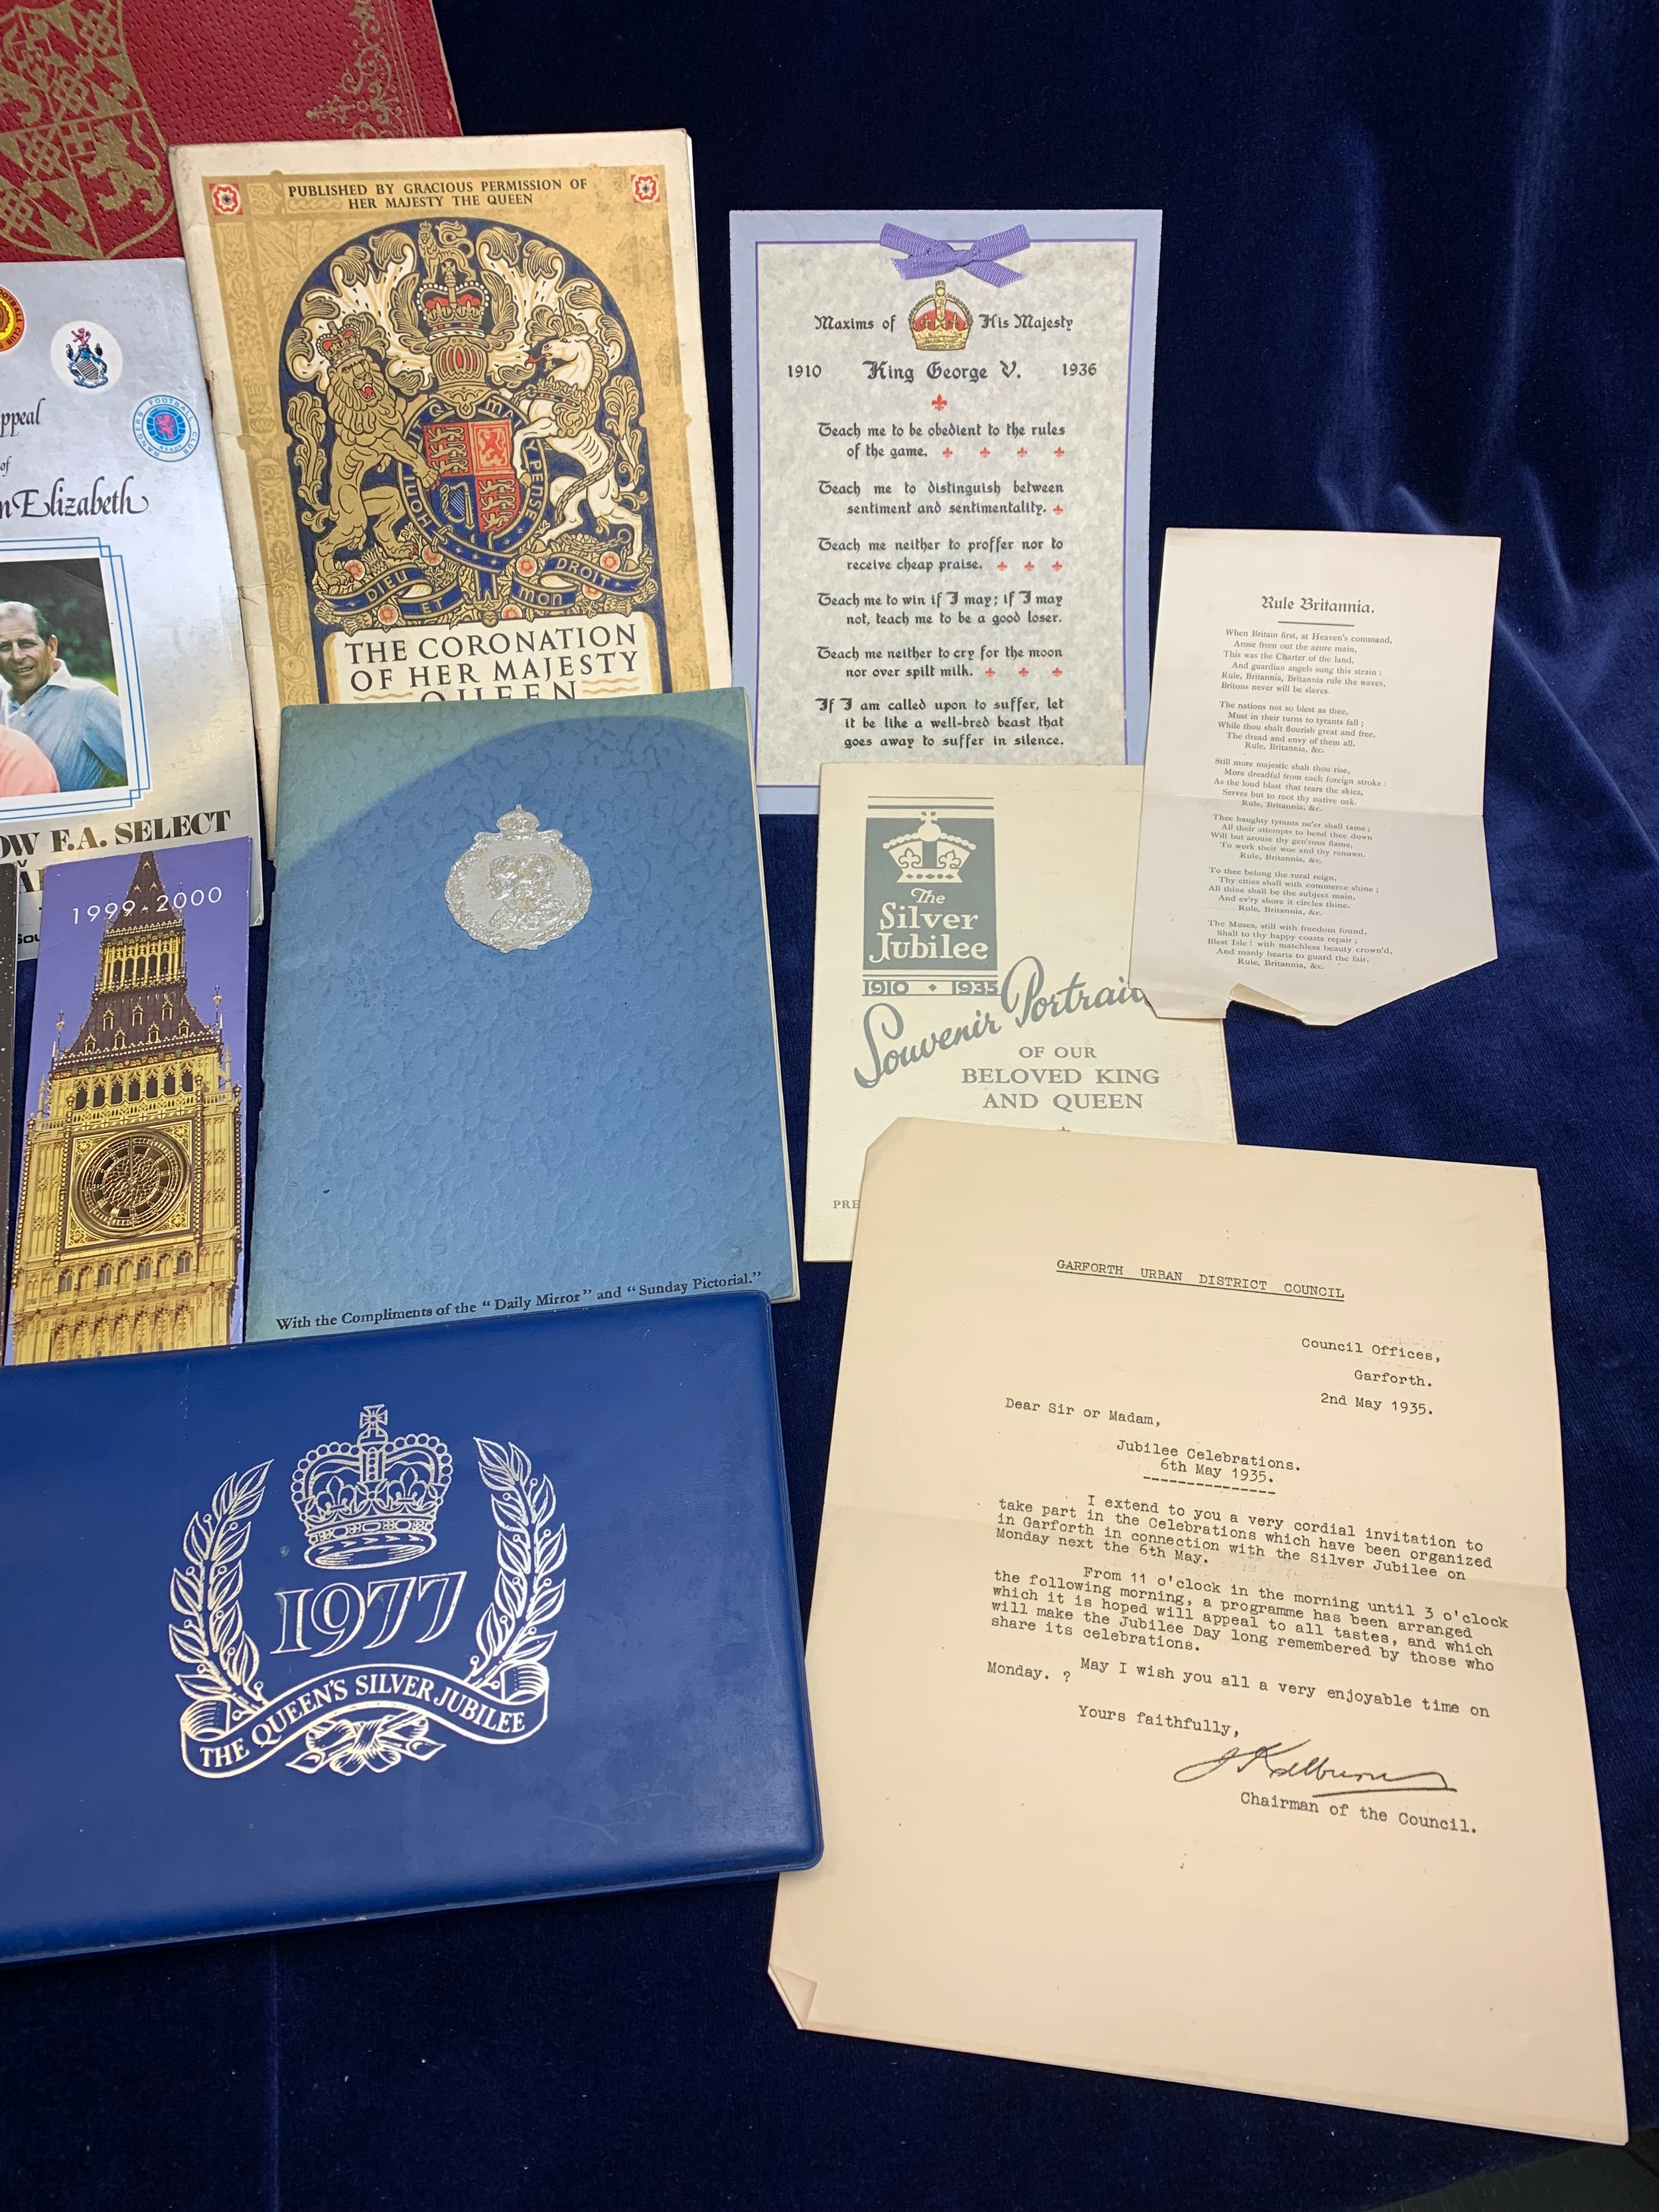 PUBLISHED BY GRACIOUS PERMISSION OF
HER MAJESTY THE QUEEN
HONI
QUI MAL
Y PENSE
DIEU ET MON DROIT
THE CORONATION
OF HER MAJESTY
QUEEN
RANGERS FOOTBALL CLUB
READY
FOOTBALL CLUB
ppeal
of
n Elizabeth
OW F.A. SELECT
V
1999-2000
With the Compliments of the "Daily Mirror" and "Sunday Pictorial."
1977
THE QUEEN'S SILVER JUBILEE
Maxims of His Majesty
1910 King George V. 1936
Teach me to be obedient to the rules
of the game.
Teach me to distinguish between
sentiment and sentimentality.
Teach me neither to proffer nor to
receive cheap praise.
Teach me to win if I may; if I may
not, teach me to be a good loser.
Teach me neither to cry for the moon
nor over spilt milk.
If I am called upon to suffer, let
it be like a well-bred beast that
goes away to suffer in silence.
The
Silver
Jubilee
1910 1935
Souvenir Portrait
OF OUR
BELOVED KING
AND QUEEN
PRE
Rule Britannia.
When Britain first, at Heaven's command,
Arose from out the azure main,
This was the Charter of the land,
And guardian angels sung this strain :
Rule, Britannia, Britannia rule the waves,
Britons never will be slaves.
The nations not so blest as thee,
Must in their turns to tyrants fall ;
While thou shalt flourish great and free,
The dread and envy of them all.
Rule, Britannia, &c.
Still more majestic shalt thou rise,
More dreadful from each foreign stroke :
As the loud blast that tears the skies,
Serves but to root thy native oak.
Rule, Britannia, &c.
Thee haughty tyrants ne'er shall tame ;
All their attempts to bend thee down
Will but arouse thy gen'rous flame,
To work their woe and thy renown.
Rule, Britannia, &c.
To thee belong the rural reign,
Thy cities shall with commerce shine ;
All thine shall be the subject main,
And ev'ry shore it circles thine.
Rule, Britannia, &c.
The Muses, still with freedom found,
Shall to thy happy coasts repair ;
Blest Isle ! with matchless beauty crown'd,
And manly hearts to guard the fair.
Rule, Britannia, &c.
GARFORTH URBAN DISTRICT COUNCIL
Council Offices,
Garforth.
2nd May 1935.
Dear Sir or Madam,
Jubilee Celebrations.
6th May 1935.
I extend to you a very cordial invitation to
take part in the Celebrations which have been organized
in Garforth in connection with the Silver Jubilee on
Monday next the 6th May.
From 11 o'clock in the morning until 3 o'clock
the following morning, a programme has been arranged
which it is hoped will appeal to all tastes, and which
will make the Jubilee Day long remembered by those who
share its celebrations.
May I wish you all a very enjoyable time on
Monday. ?
Yours faithfully,
Chairman of the Council.